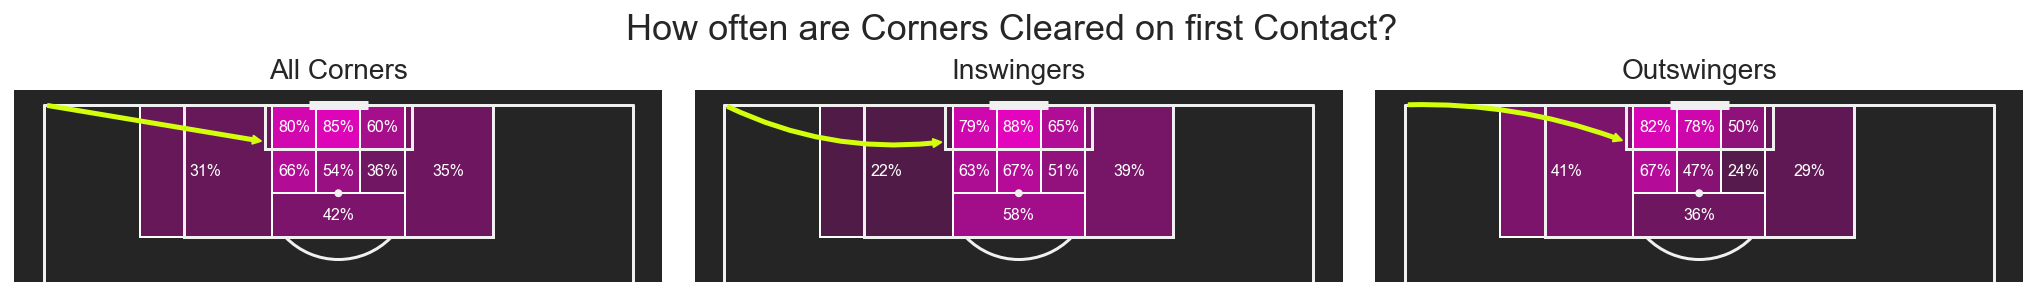 How often are Corners Cleared on first Contact?
All Corners
80% 85% 60%
31% 66% 54% 36% 35%
42%
Inswingers
79% 88% 65%
22% 63% 67% 51% 39%
58%
Outswingers
82% 78% 50%
41% 67% 47% 24% 29%
36%